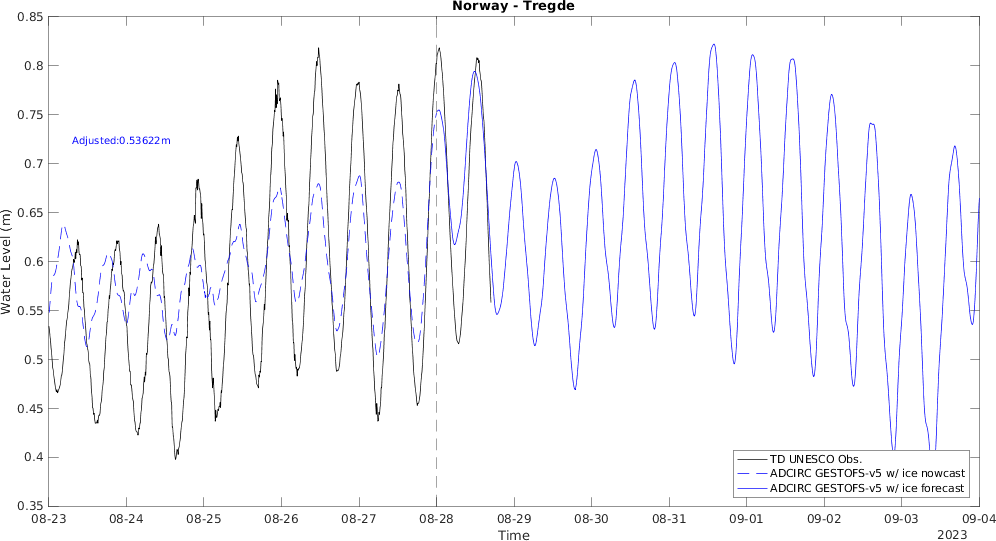 Norway - Tregde
0.85
0.8
0.75
0.7
0.65
0.6
0.55
0.5
0.45
0.4
0.35
Water Level (m)
Adjusted:0.53622m
TD UNESCO Obs.
ADCIRC GESTOFS-v5 w/ ice nowcast
ADCIRC GESTOFS-v5 w/ ice forecast
08-23 08-24 08-25 08-26 08-27 08-28 08-29 08-30 08-31 09-01 09-02 09-03 09-04
Time
2023